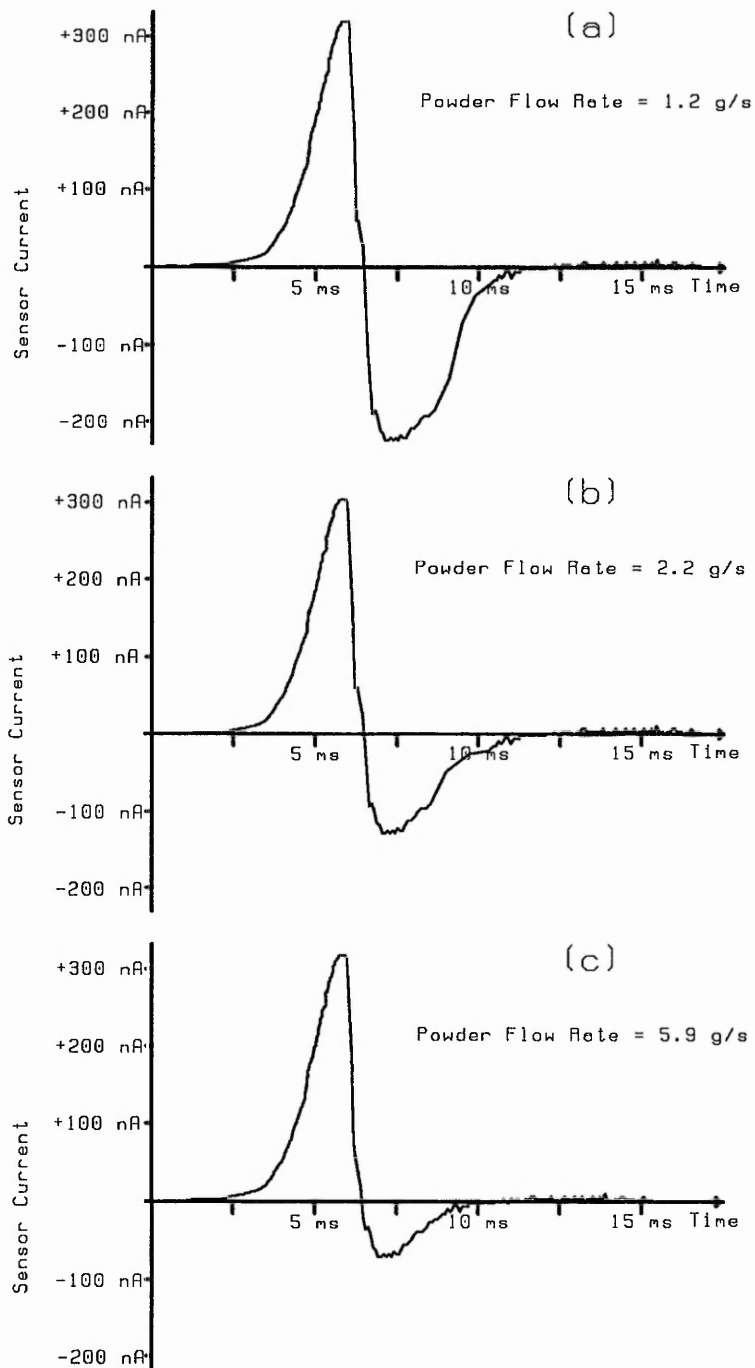 (a)
+300 nA
Powder Flow Rate = 1.2 g/s
+200 nA
+100 nA
Sensor Current
5 ms
10 ms
15 ms
Time
-100 nA
-200 nA
(b)
+300 nA
Powder Flow Rate = 2.2 g/s
+200 nA
+100 nA
Sensor Current
5 ms
10 ms
15 ms
Time
-100 nA
-200 nA
(c)
+300 nA
Powder Flow Rate = 5.9 g/s
+200 nA
+100 nA
Sensor Current
5 ms
10 ms
15 ms
Time
-100 nA
-200 nA